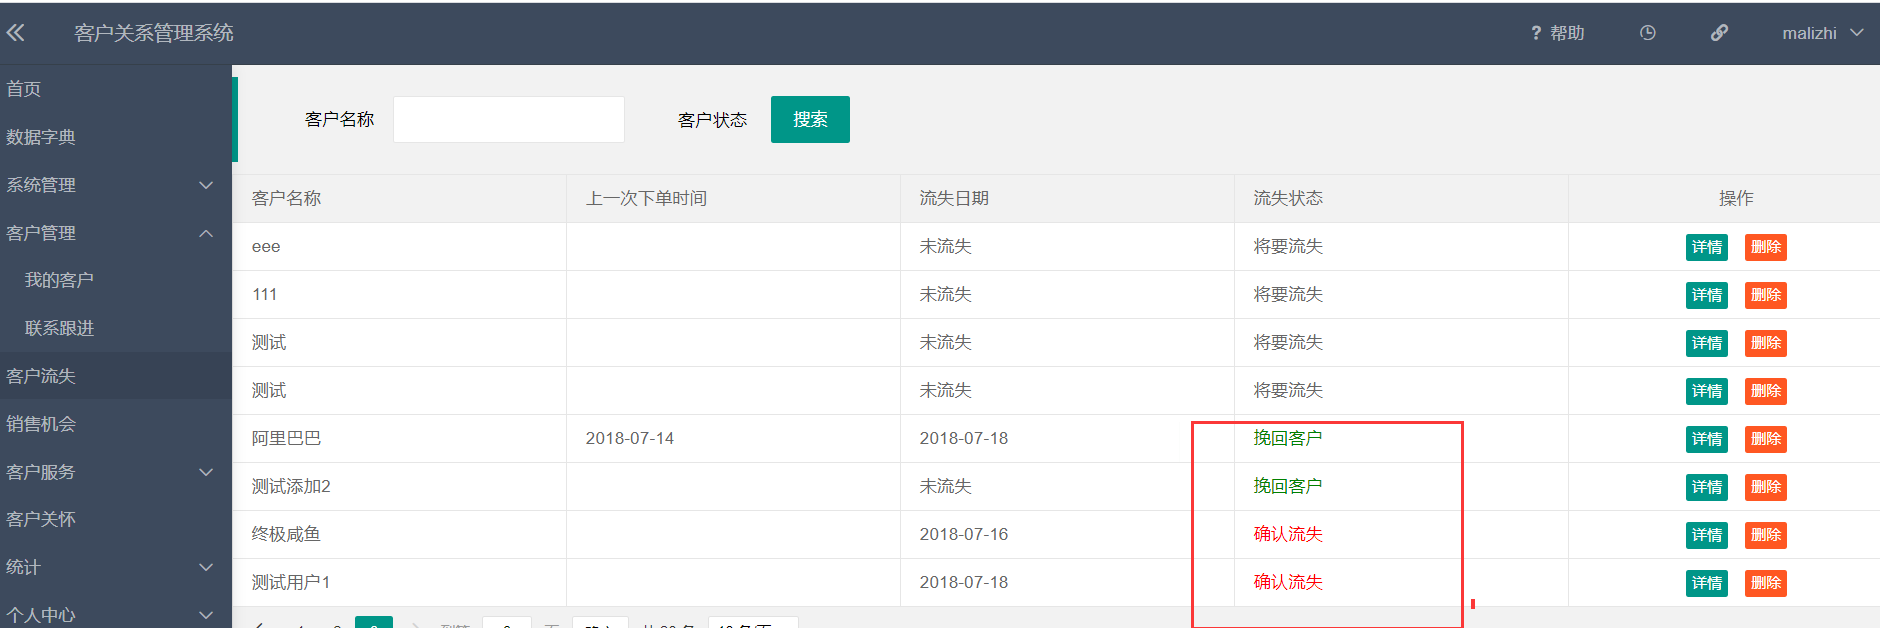 客户关系管理系统
? 帮助
malizhi
首页
数据字典
系统管理
客户管理
我的客户
联系跟进
客户流失
销售机会
客户服务
客户关怀
统计
个人中心
客户名称 客户状态 搜索
客户名称 上一次下单时间 流失日期 流失状态 操作
eee 未流失 将要流失 详情 删除
111 未流失 将要流失 详情 删除
测试 未流失 将要流失 详情 删除
测试 未流失 将要流失 详情 删除
阿里巴巴 2018-07-14 2018-07-18 挽回客户 详情 删除
测试添加2 未流失 挽回客户 详情 删除
终极咸鱼 2018-07-16 确认流失 详情 删除
测试用户1 2018-07-18 确认流失 详情 删除